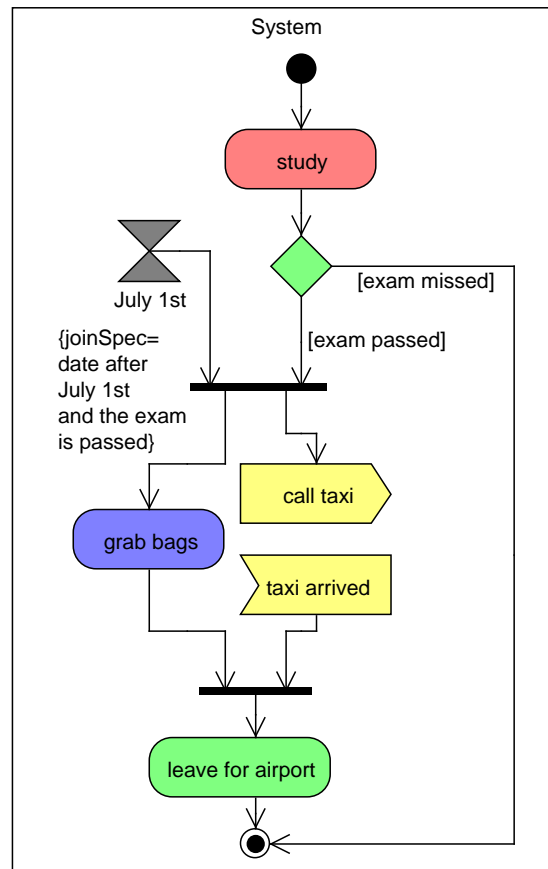 System
study
[exam missed]
July 1st
[exam passed]
{joinSpec=
date after
July 1st
and the exam
is passed}
call taxi
grab bags
taxi arrived
leave for airport